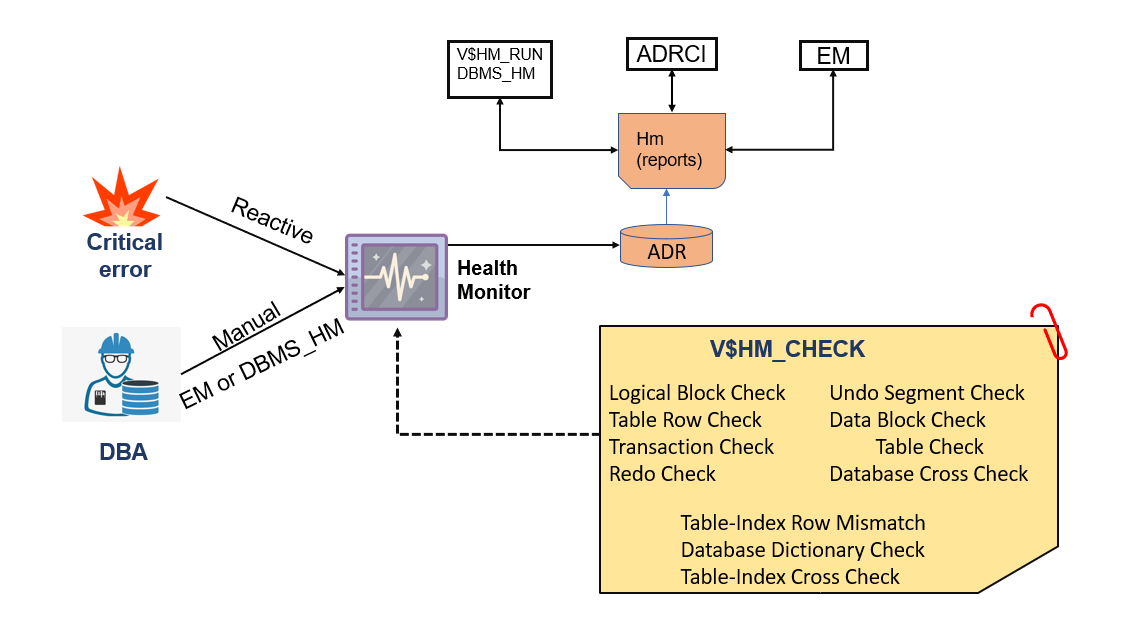 V$HM_RUN
DBMS_HM
ADRCI
EM
Hm
(reports)
Critical
error
Reactive
ADR
Health
Monitor
Manual
EM or DBMS_HM
DBA
V$HM_CHECK
Logical Block Check
Undo Segment Check
Table Row Check
Data Block Check
Transaction Check
Table Check
Redo Check
Database Cross Check
Table-Index Row Mismatch
Database Dictionary Check
Table-Index Cross Check